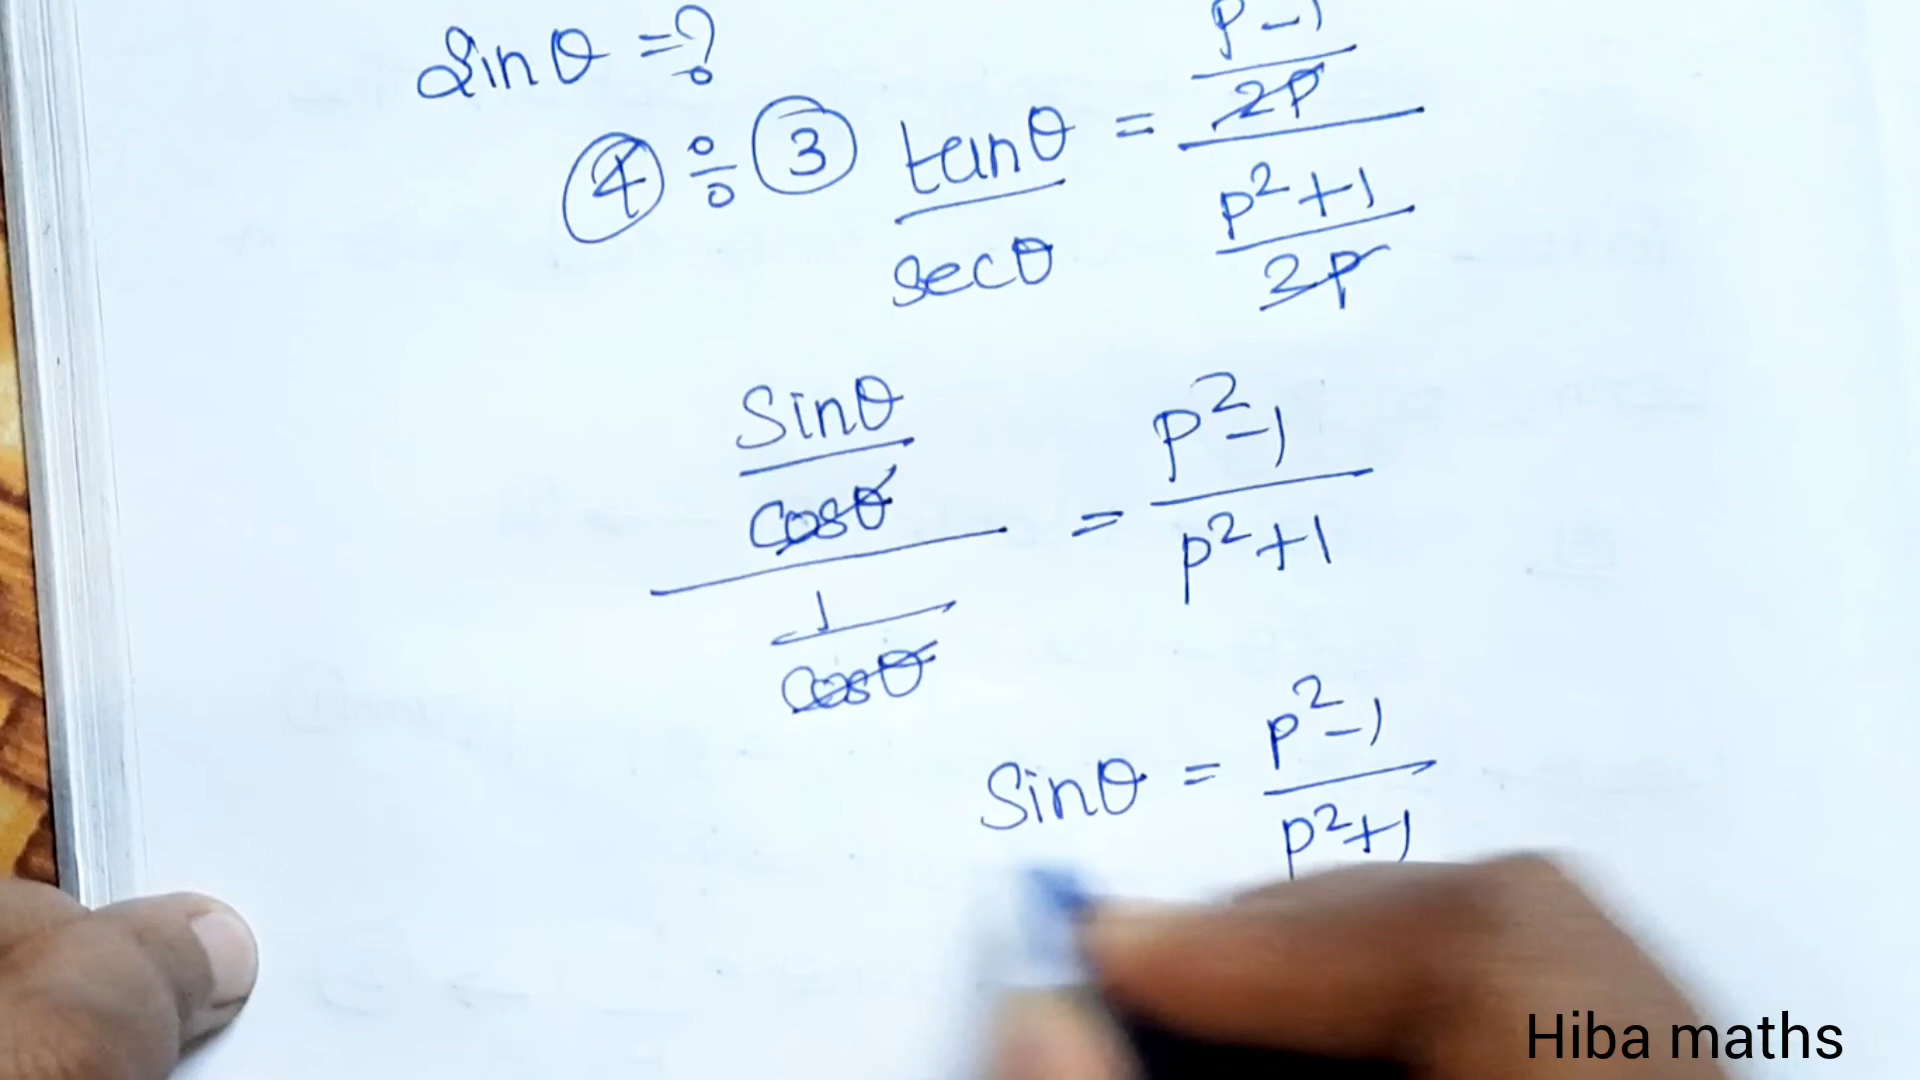 Sinθ = ?
④ ÷ ③ tanθ/secθ = (p-1/2p)/(p²+1/2p)
(Sinθ/cosθ)/(1/cosθ) = p²-1/p²+1
Sinθ = p²-1/p²+1
Hiba maths